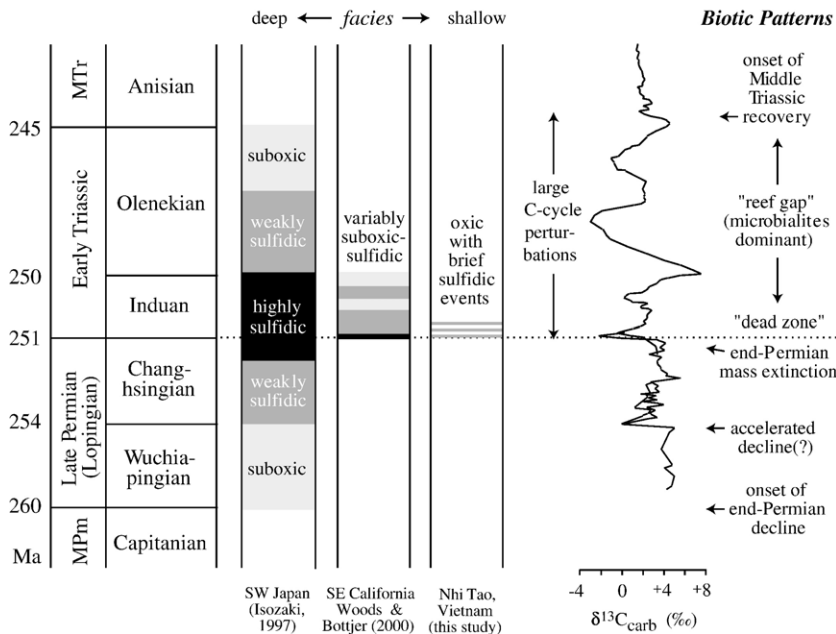 deep ← facies → shallow
Biotic Patterns
MTr
Anisian
245
Early Triassic
Olenekian
250
Induan
251
Late Permian
(Lopingian)
Chang-
hsingian
254
Wuchia-
pingian
260
Ma
MPm
Capitanian
suboxic
weakly
sulfidic
highly
sulfidic
weakly
sulfidic
suboxic
SW Japan
(Isozaki,
1997)
variably
suboxic-
sulfidic
SE California
Woods &
Bottjer (2000)
oxic
with
brief
sulfidic
events
Nhi Tao,
Vietnam
(this study)
large
C-cycle
pertur-
bations
-4 0 +4 +8
δ13Ccarb (‰)
onset of
Middle
Triassic
recovery
"reef gap"
(microbialites
dominant)
"dead zone"
end-Permian
mass extinction
accelerated
decline(?)
onset of
end-Permian
decline